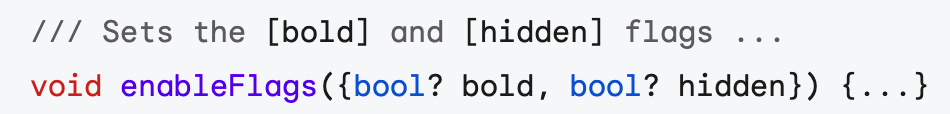 /// Sets the [bold] and [hidden] flags ...
void enableFlags({bool? bold, bool? hidden}) {...}